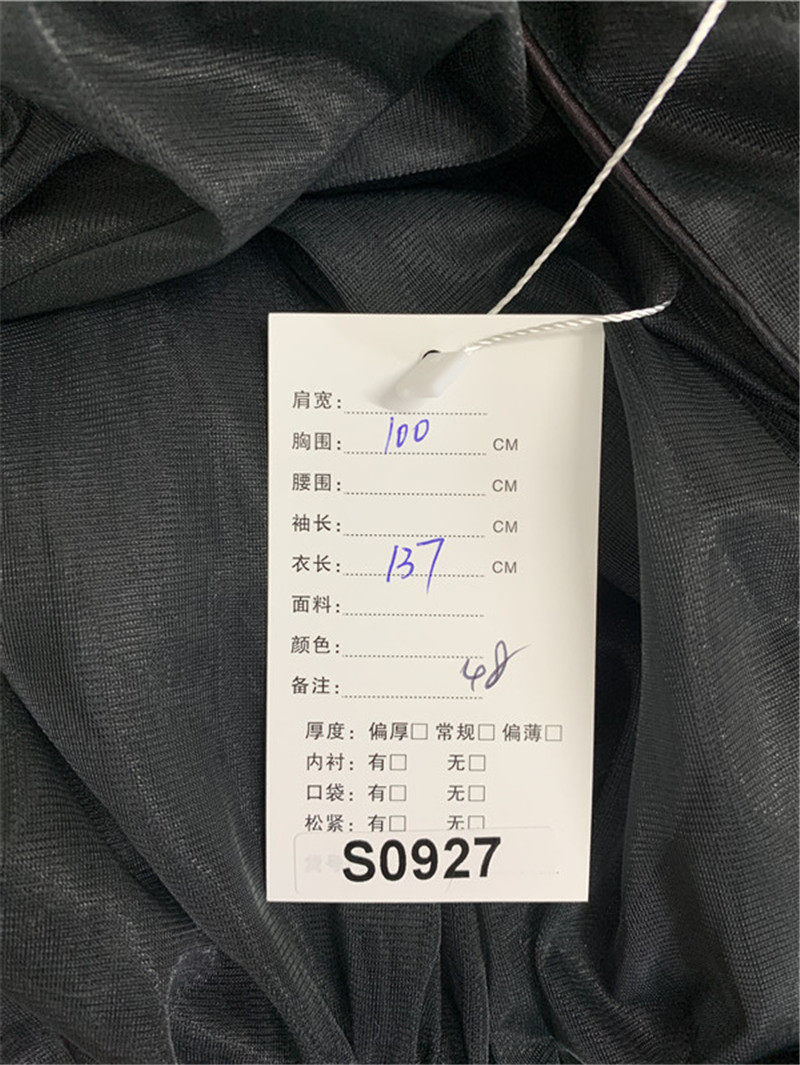 肩宽:
胸围: 100 CM
腰围: CM
袖长: CM
衣长: 137 CM
面料:
颜色:
备注: 48
厚度: 偏厚□ 常规□ 偏薄□
内衬: 有□ 无□
口袋: 有□ 无□
松紧: 有□ 无□
货号 S0927